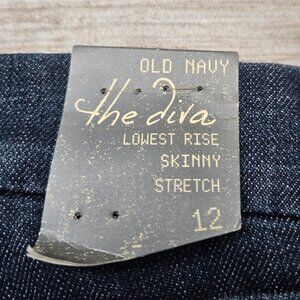 OLD NAVY
the diva
LOWEST RISE
SKINNY
STRETCH
12